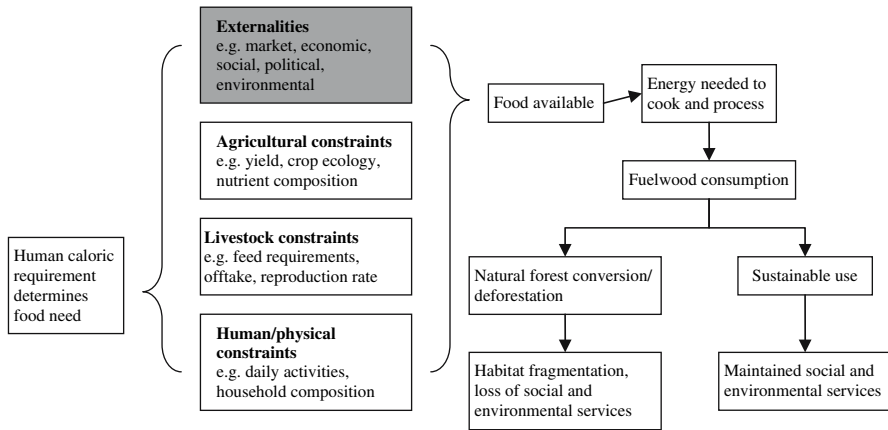 Human caloric
requirement
determines
food need
Externalities
e.g. market, economic,
social, political,
environmental
Agricultural constraints
e.g. yield, crop ecology,
nutrient composition
Livestock constraints
e.g. feed requirements,
offtake, reproduction rate
Human/physical
constraints
e.g. daily activities,
household composition
Food available
Energy needed to
cook and process
Fuelwood consumption
Natural forest conversion/
deforestation
Sustainable use
Habitat fragmentation,
loss of social and
environmental services
Maintained social and
environmental services